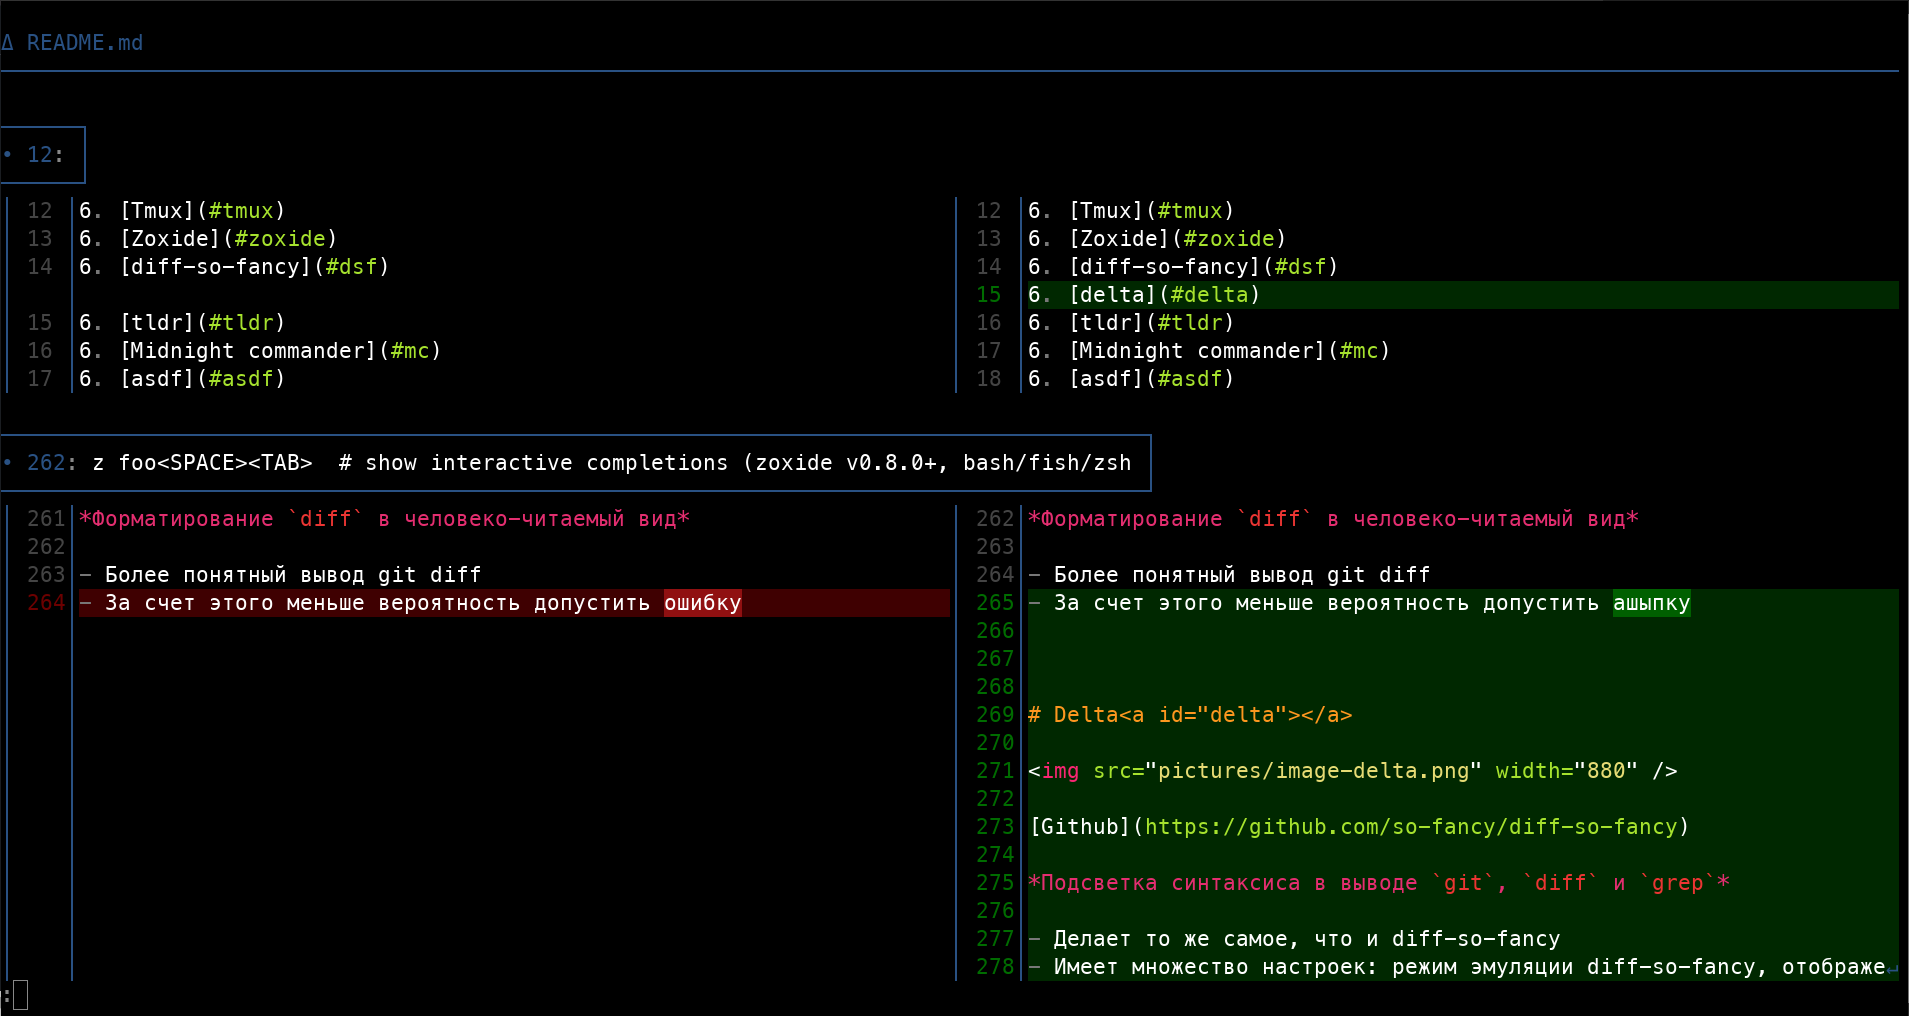 Δ README.md
• 12:
12 6. [Tmux](#tmux)
13 6. [Zoxide](#zoxide)
14 6. [diff-so-fancy](#dsf)
15 6. [tldr](#tldr)
16 6. [Midnight commander](#mc)
17 6. [asdf](#asdf)
12 6. [Tmux](#tmux)
13 6. [Zoxide](#zoxide)
14 6. [diff-so-fancy](#dsf)
15 6. [delta](#delta)
16 6. [tldr](#tldr)
17 6. [Midnight commander](#mc)
18 6. [asdf](#asdf)
• 262: z foo<SPACE><TAB>  # show interactive completions (zoxide v0.8.0+, bash/fish/zsh
261 *Форматирование `diff` в человеко-читаемый вид*
262
263 - Более понятный вывод git diff
264 - За счет этого меньше вероятность допустить ошибку
262 *Форматирование `diff` в человеко-читаемый вид*
263
264 - Более понятный вывод git diff
265 - За счет этого меньше вероятность допустить ашыпку
266
267
268
269 # Delta<a id="delta"></a>
270
271 <img src="pictures/image-delta.png" width="880" />
272
273 [Github](https://github.com/so-fancy/diff-so-fancy)
274
275 *Подсветка синтаксиса в выводе `git`, `diff` и `grep`*
276
277 - Делает то же самое, что и diff-so-fancy
278 - Имеет множество настроек: режим эмуляции diff-so-fancy, отображе↵
: